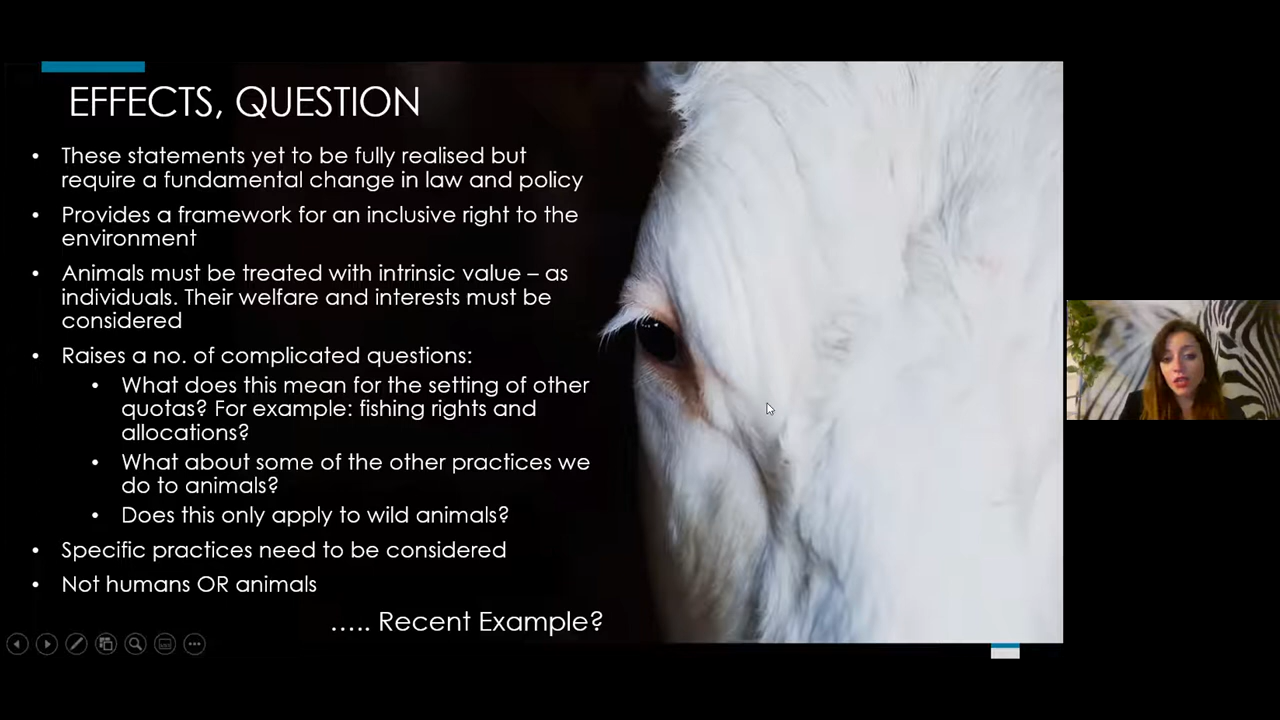 EFFECTS, QUESTION
• These statements yet to be fully realised but
require a fundamental change in law and policy
• Provides a framework for an inclusive right to the
environment
• Animals must be treated with intrinsic value – as
individuals. Their welfare and interests must be
considered
• Raises a no. of complicated questions:
• What does this mean for the setting of other
quotas? For example: fishing rights and
allocations?
• What about some of the other practices we
do to animals?
• Does this only apply to wild animals?
• Specific practices need to be considered
• Not humans OR animals
….. Recent Example?